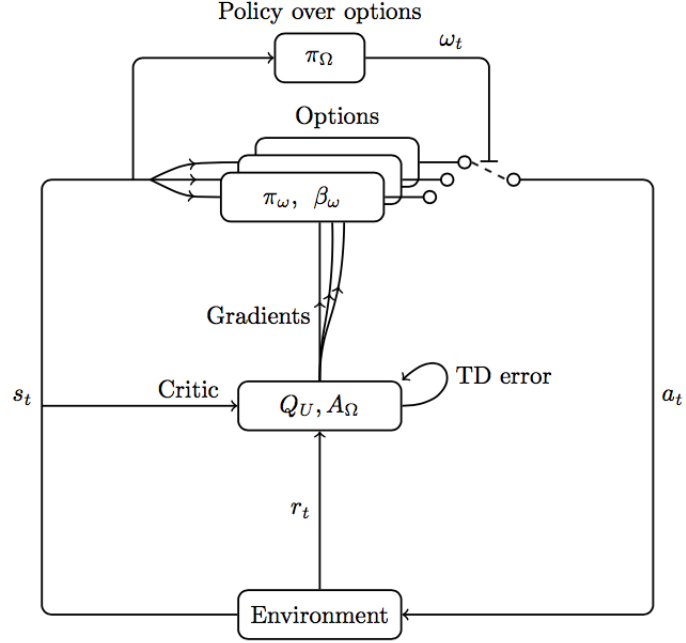 Policy over options
π_Ω
ω_t
Options
π_ω, β_ω
Gradients
Critic
TD error
s_t
Q_U, A_Ω
a_t
r_t
Environment